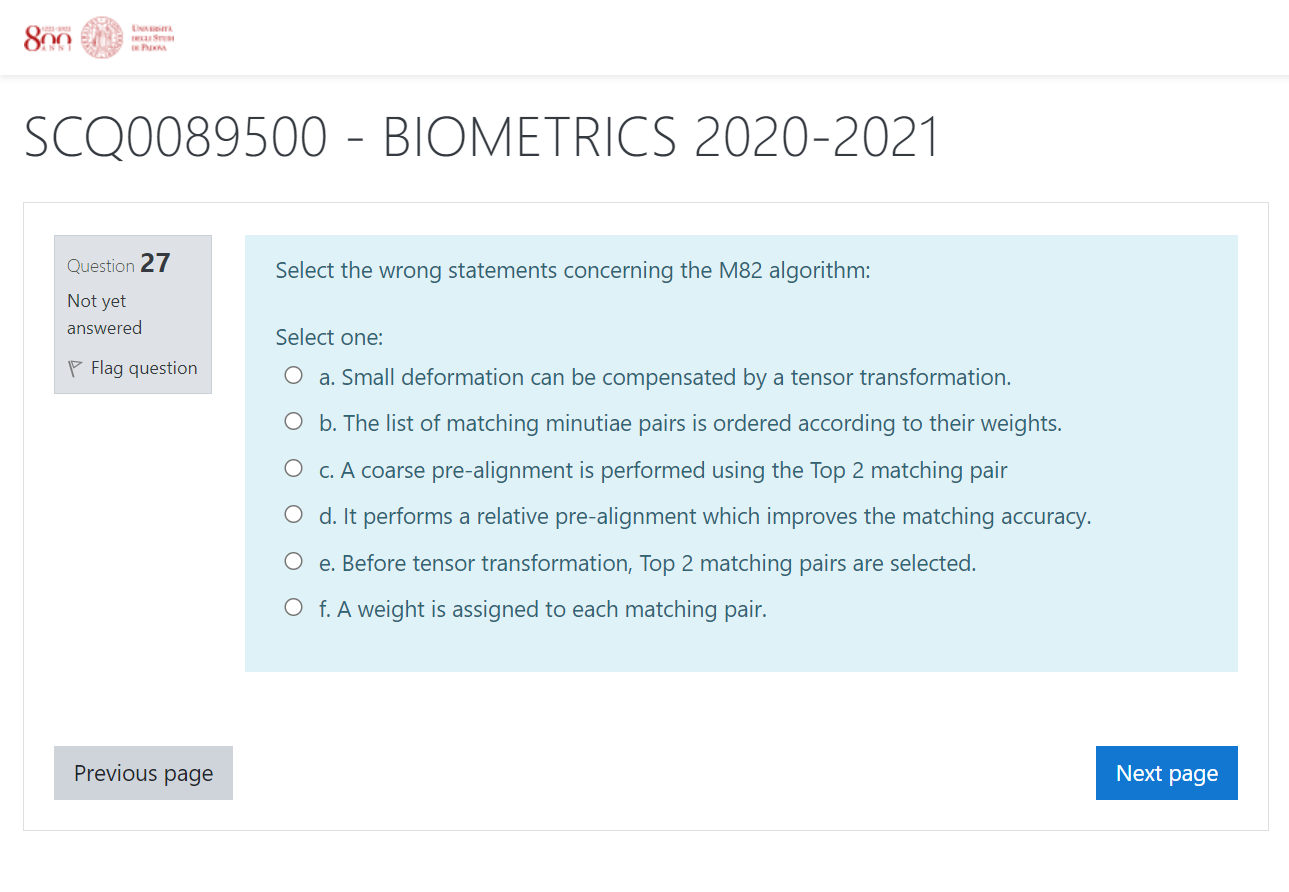 800
1222-2022
ANNI
UNIVERSITÀ
DEGLI STUDI
DI PADOVA
SCQ0089500 - BIOMETRICS 2020-2021
Question 27
Not yet
answered
Flag question
Select the wrong statements concerning the M82 algorithm:
Select one:
a. Small deformation can be compensated by a tensor transformation.
b. The list of matching minutiae pairs is ordered according to their weights.
c. A coarse pre-alignment is performed using the Top 2 matching pair
d. It performs a relative pre-alignment which improves the matching accuracy.
e. Before tensor transformation, Top 2 matching pairs are selected.
f. A weight is assigned to each matching pair.
Previous page
Next page